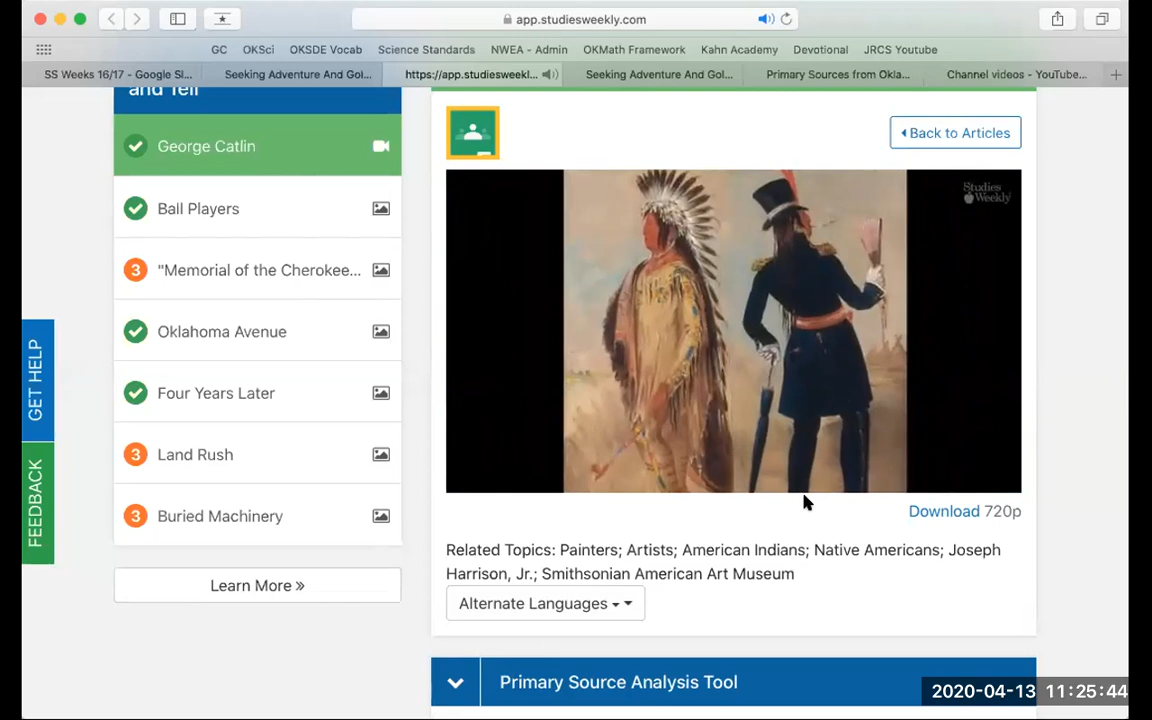 app.studiesweekly.com
GC OKSci OKSDE Vocab Science Standards NWEA - Admin OKMath Framework Kahn Academy Devotional JRCS Youtube
SS Weeks 16/17 - Google Sl... Seeking Adventure And Gol... https://app.studiesweekl... Seeking Adventure And Gol... Primary Sources from Okla... Channel videos - YouTube...
and Tell
George Catlin
Ball Players
3 "Memorial of the Cherokee...
Oklahoma Avenue
Four Years Later
3 Land Rush
3 Buried Machinery
Learn More »
GET HELP
FEEDBACK
Back to Articles
Studies
Weekly
Download 720p
Related Topics: Painters; Artists; American Indians; Native Americans; Joseph
Harrison, Jr.; Smithsonian American Art Museum
Alternate Languages
Primary Source Analysis Tool
2020-04-13 11:25:44